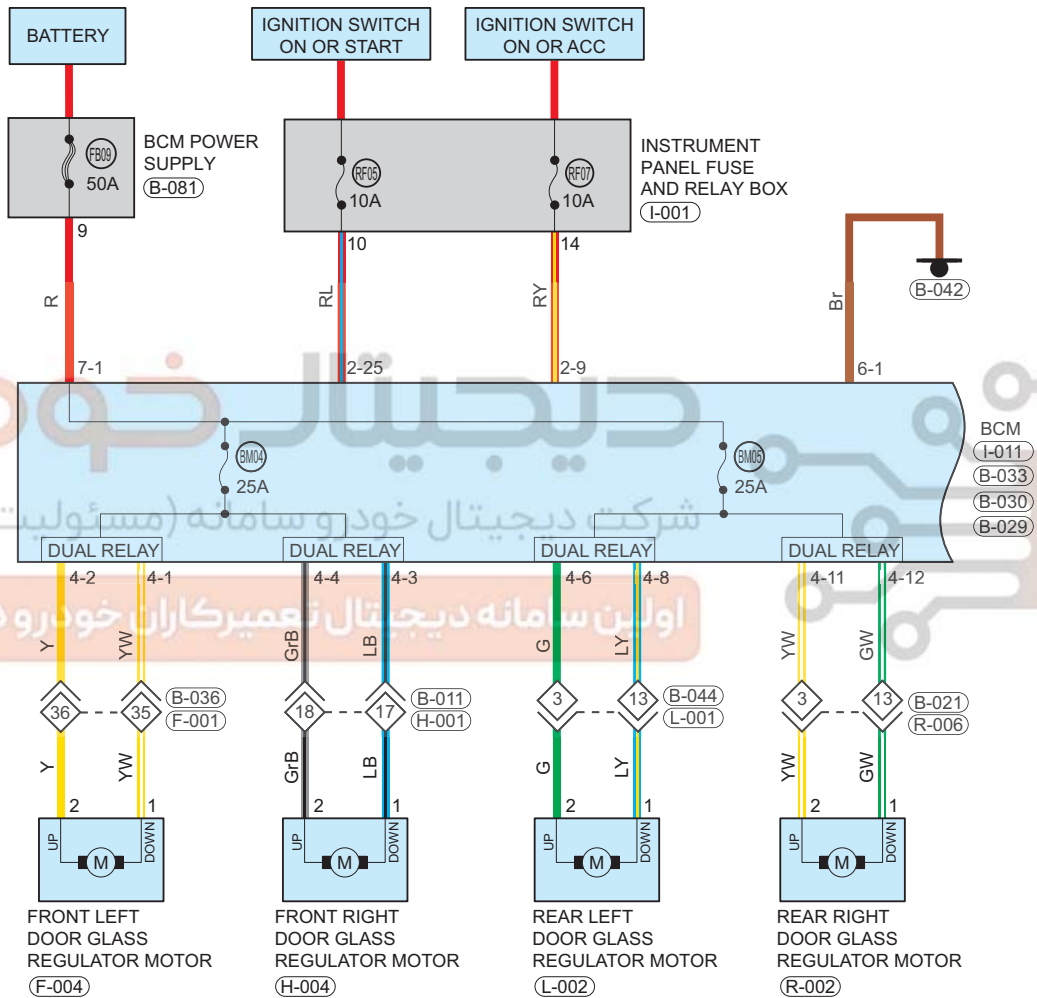 BATTERY
IGNITION SWITCH
ON OR START
IGNITION SWITCH
ON OR ACC
FB09
50A
BCM POWER
SUPPLY
B-081
RF05
10A
RF07
10A
INSTRUMENT
PANEL FUSE
AND RELAY BOX
I-001
9
10
14
R
RL
RY
Br
B-042
7-1
2-25
2-9
6-1
دیجیتال خودرو
BCM
I-011
B-033
B-030
B-029
BM04
25A
BM05
25A
شرکت دیجیتال خودرو سامانه (مسئولیت
DUAL RELAY
DUAL RELAY
DUAL RELAY
DUAL RELAY
4-2
4-1
4-4
4-3
4-6
4-8
4-11
4-12
اولین سامانه دیجیتال تعمیرکاران خودرو د
Y
YW
GrB
LB
G
LY
YW
GW
36
35
B-036
F-001
18
17
B-011
H-001
3
13
B-044
L-001
3
13
B-021
R-006
Y
YW
GrB
LB
G
LY
YW
GW
2
1
2
1
2
1
2
1
UP
M
DOWN
UP
M
DOWN
UP
M
DOWN
UP
M
DOWN
FRONT LEFT
DOOR GLASS
REGULATOR MOTOR
F-004
FRONT RIGHT
DOOR GLASS
REGULATOR MOTOR
H-004
REAR LEFT
DOOR GLASS
REGULATOR MOTOR
L-002
REAR RIGHT
DOOR GLASS
REGULATOR MOTOR
R-002